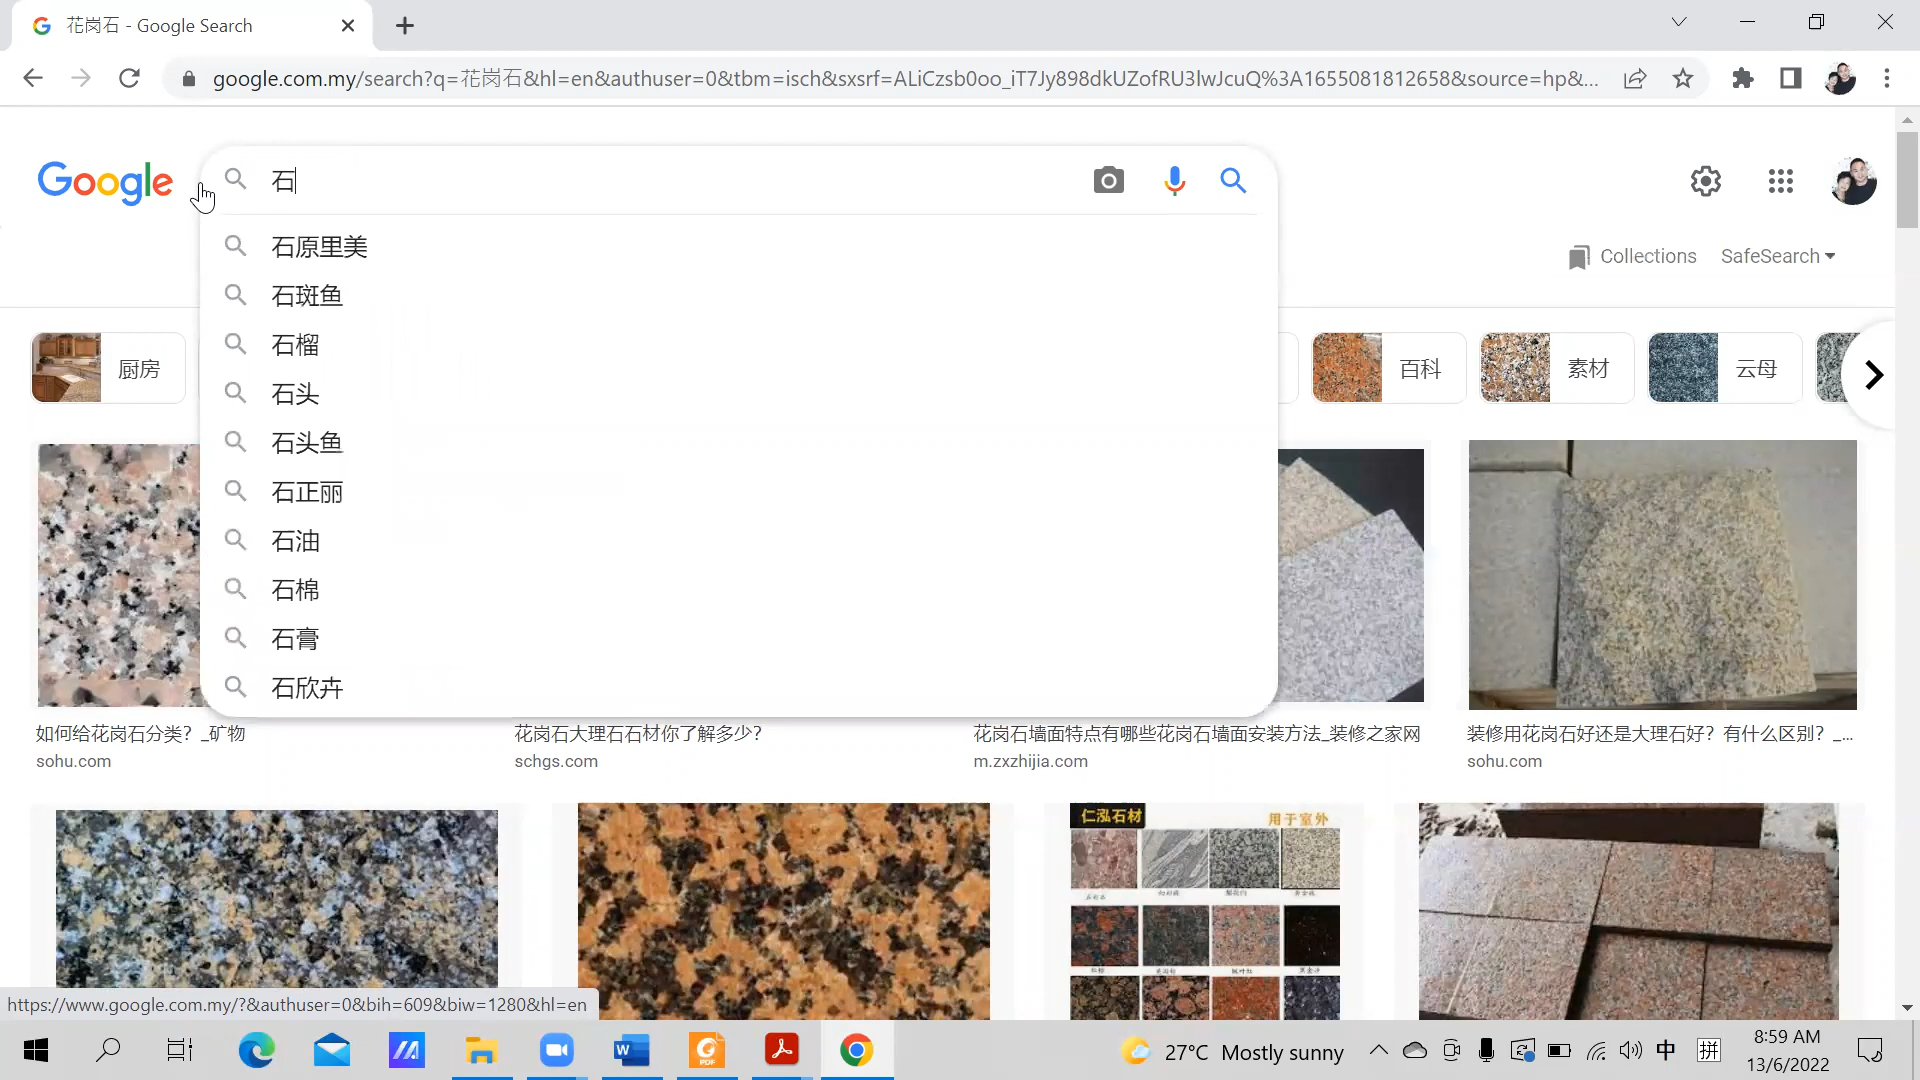 花岗石 - Google Search
google.com.my/search?q=花岗石&hl=en&authuser=0&tbm=isch&sxsrf=ALiCzsb0oo_iT7Jy898dkUZofRU3lwJcuQ%3A1655081812658&source=hp&...
Google
石
石原里美
石斑鱼
石榴
石头
石头鱼
石正丽
石油
石棉
石膏
石欣卉
Collections
SafeSearch
厨房
百科
素材
云母
如何给花岗石分类？_矿物
sohu.com
花岗石大理石石材你了解多少？
schgs.com
花岗石墙面特点有哪些花岗石墙面安装方法_装修之家网
m.zxzhijia.com
装修用花岗石好还是大理石好？有什么区别？_...
sohu.com
仁泓石材
用于室外
https://www.google.com.my/?&authuser=0&bih=609&biw=1280&hl=en
27°C Mostly sunny
中
拼
8:59 AM
13/6/2022